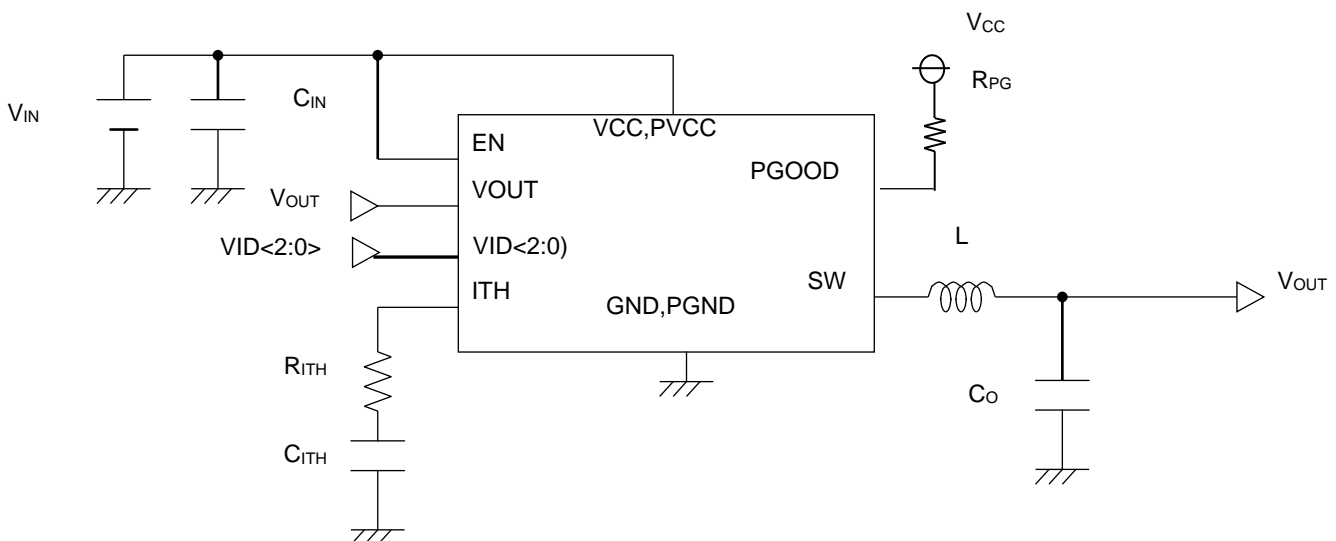 VCC
RPG
VIN
CIN
VCC,PVCC
EN
PGOOD
VOUT
VOUT
VID<2:0>
VID<2:0)
L
ITH
SW
GND,PGND
VOUT
RITH
CO
CITH